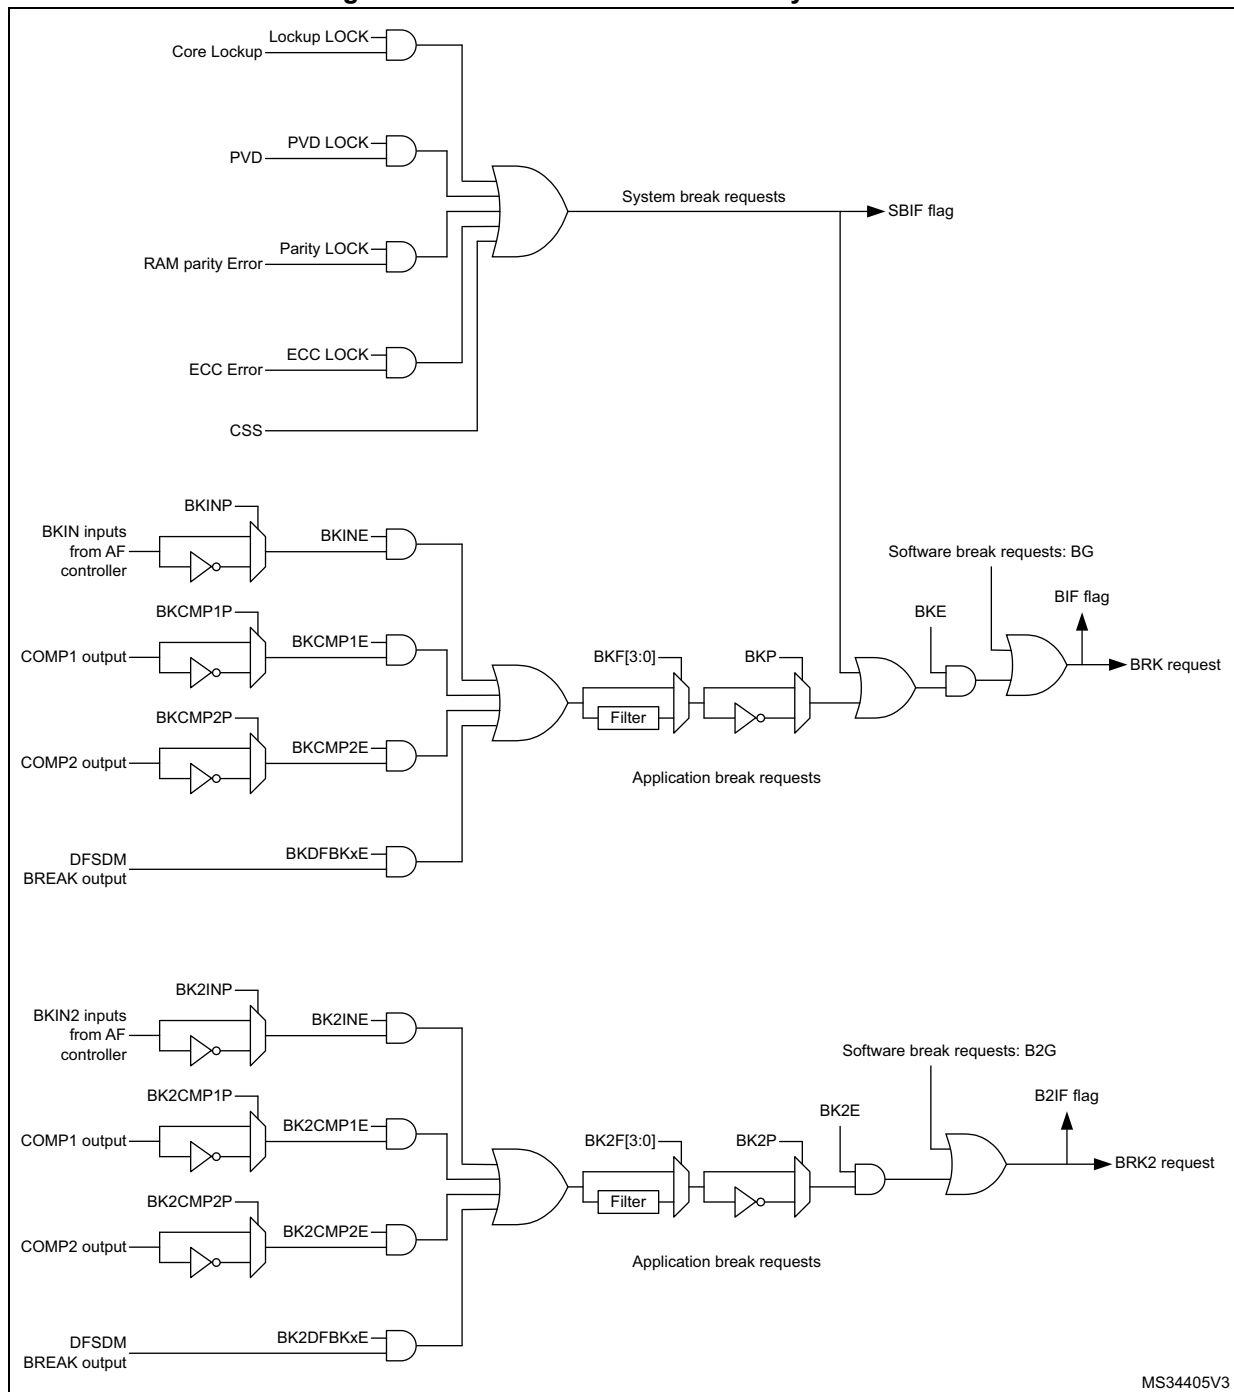 Lockup LOCK
Core Lockup
PVD LOCK
PVD
System break requests
SBIF flag
Parity LOCK
RAM parity Error
ECC LOCK
ECC Error
CSS
BKINP
BKIN inputs
from AF
controller
BKINE
Software break requests: BG
BIF flag
BKCMP1P
BKE
COMP1 output
BKCMP1E
BKF[3:0]
BKP
BRK request
BKCMP2P
Filter
COMP2 output
BKCMP2E
Application break requests
DFSDM
BREAK output
BKDFBKxE
BK2INP
BKIN2 inputs
from AF
controller
BK2INE
Software break requests: B2G
B2IF flag
BK2CMP1P
BK2E
COMP1 output
BK2CMP1E
BK2F[3:0]
BK2P
BRK2 request
BK2CMP2P
Filter
COMP2 output
BK2CMP2E
Application break requests
DFSDM
BREAK output
BK2DFBKxE
MS34405V3